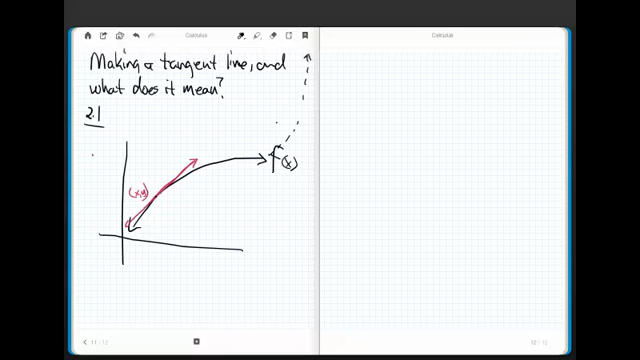 Calculus
Calculus
Making a tangent line, and
what does it mean?
2.1
(x,y)
f(x)
11 / 12
12 / 12